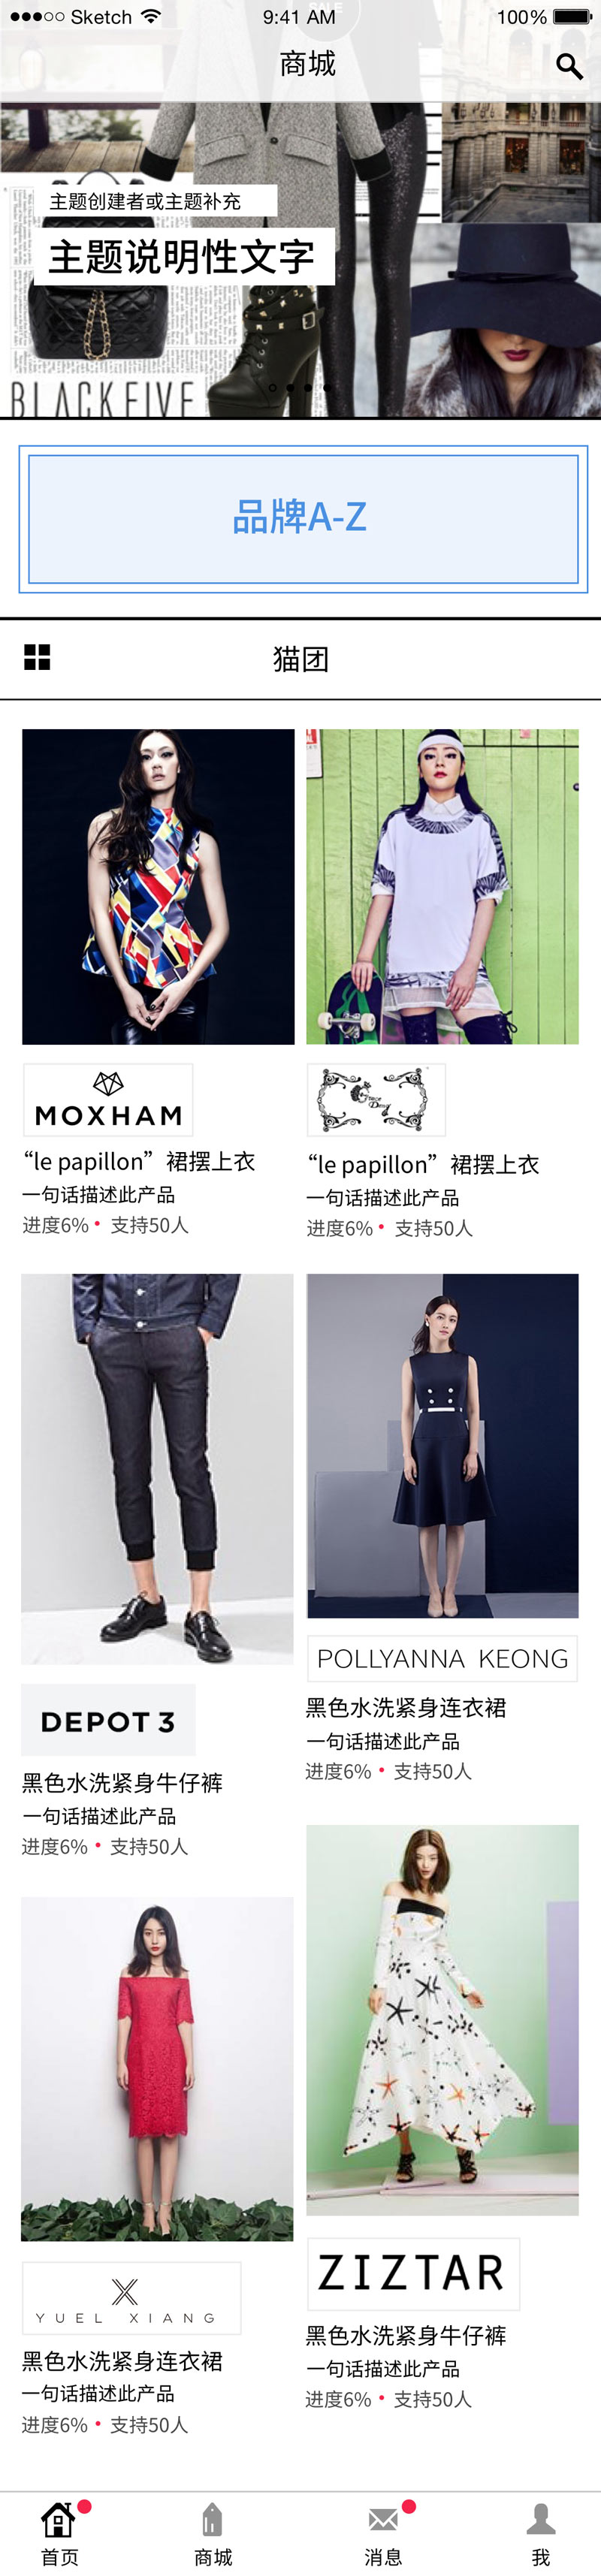 ●●●○○ Sketch 9:41 AM 100%
SALE
商城
主题创建者或主题补充
主题说明性文字
BLACKFIVE
品牌A-Z
猫团
MOXHAM
“le papillon”裙摆上衣
一句话描述此产品
进度6%• 支持50人
“le papillon”裙摆上衣
一句话描述此产品
进度6%• 支持50人
DEPOT 3
黑色水洗紧身牛仔裤
一句话描述此产品
进度6%• 支持50人
POLLYANNA KEONG
黑色水洗紧身连衣裙
一句话描述此产品
进度6%• 支持50人
YUEL XIANG
黑色水洗紧身连衣裙
一句话描述此产品
进度6%• 支持50人
ZIZTAR
黑色水洗紧身牛仔裤
一句话描述此产品
进度6%• 支持50人
首页 商城 消息 我